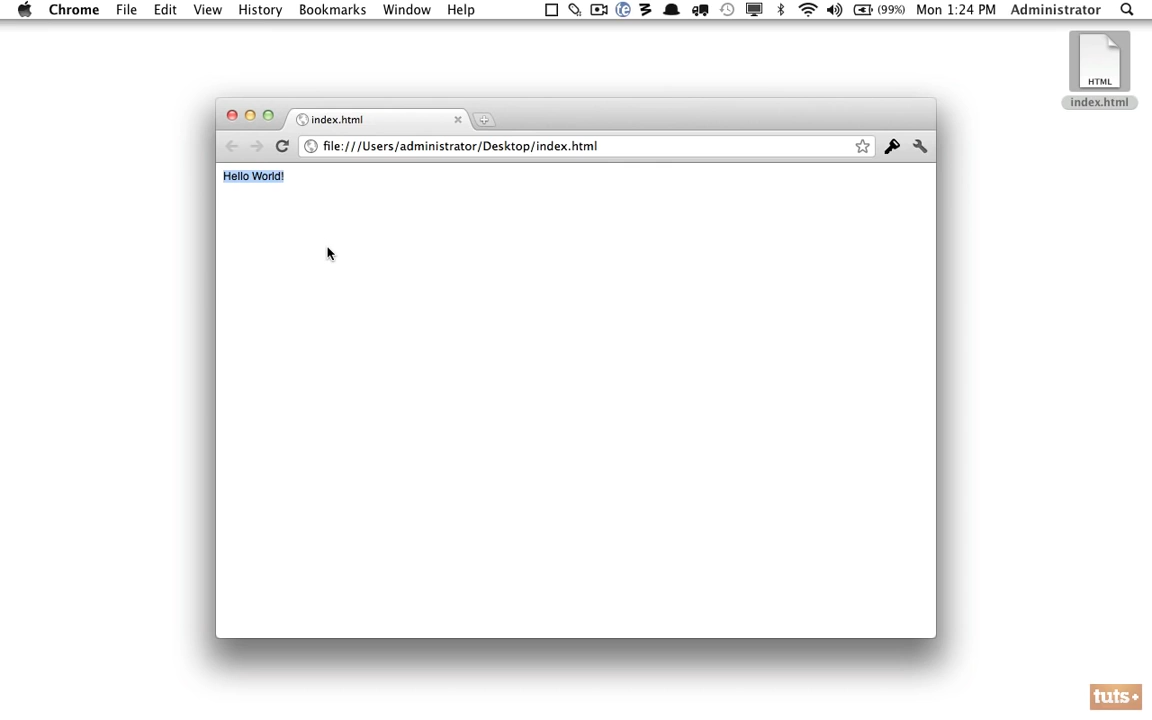 Chrome File Edit View History Bookmarks Window Help (99%) Mon 1:24 PM Administrator
HTML
index.html
index.html
file:///Users/administrator/Desktop/index.html
Hello World!
tuts+